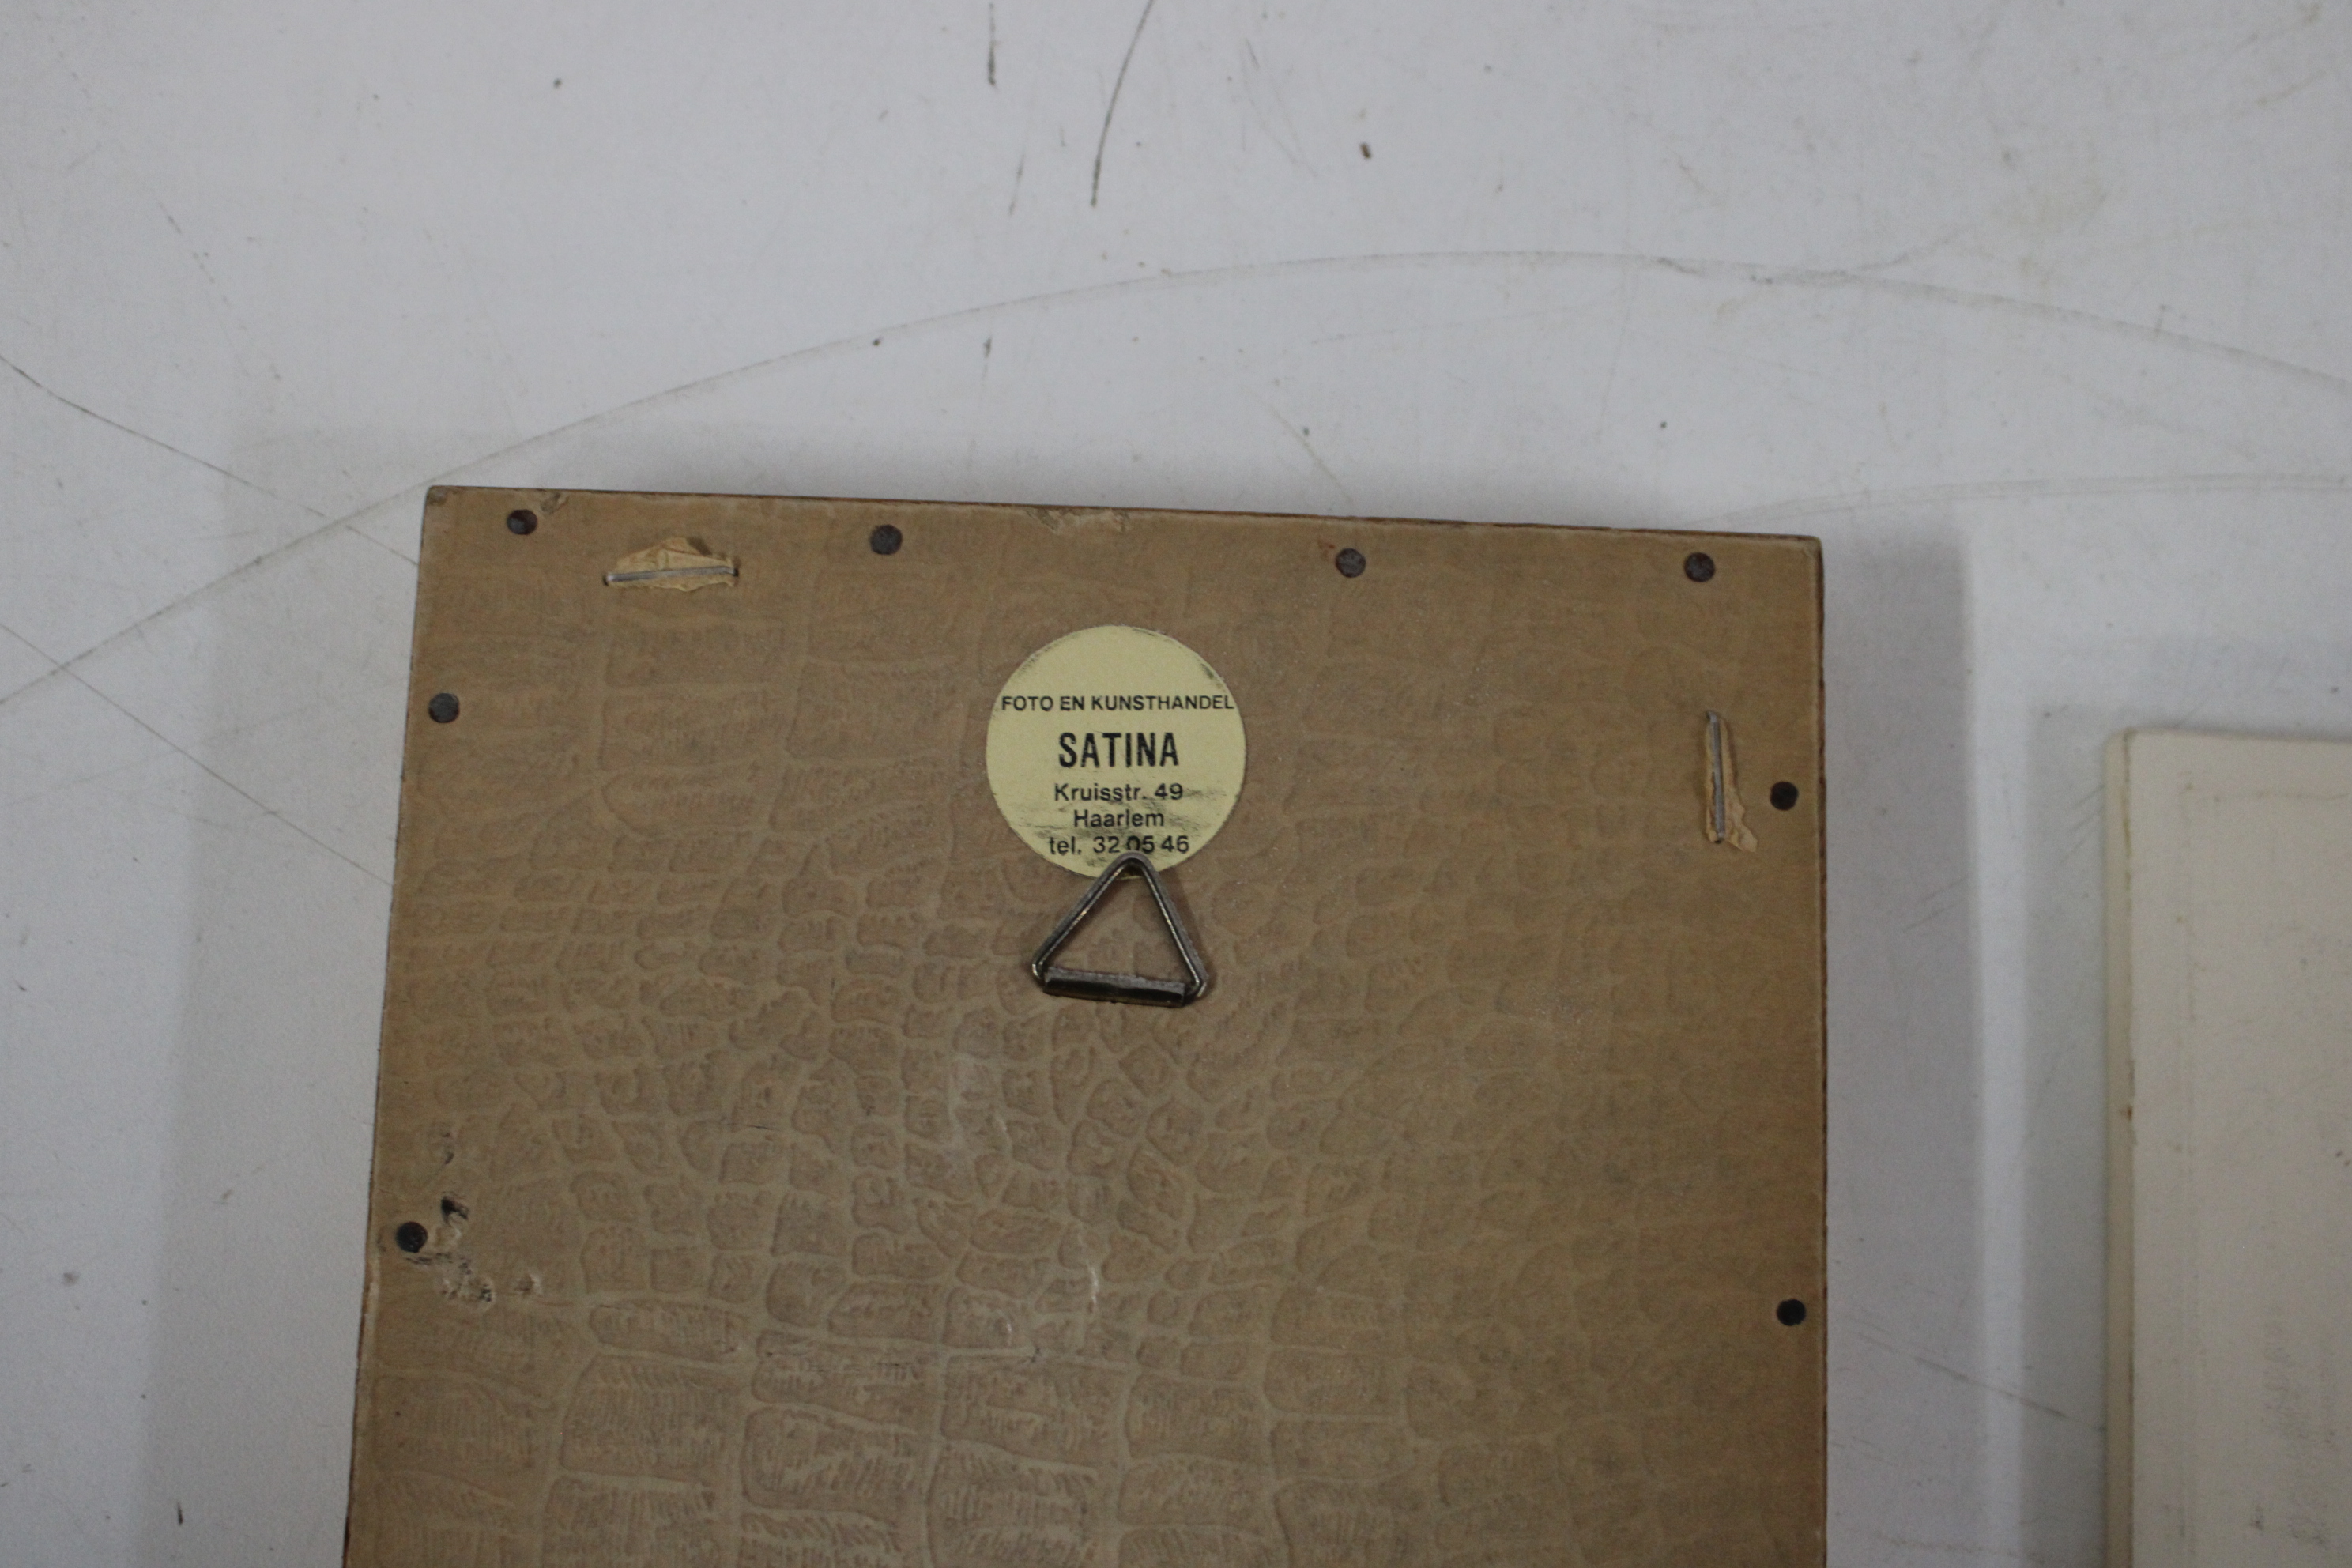 FOTO EN KUNSTHANDEL
SATINA
Kruisstr. 49
Haarlem
tel. 32 05 46